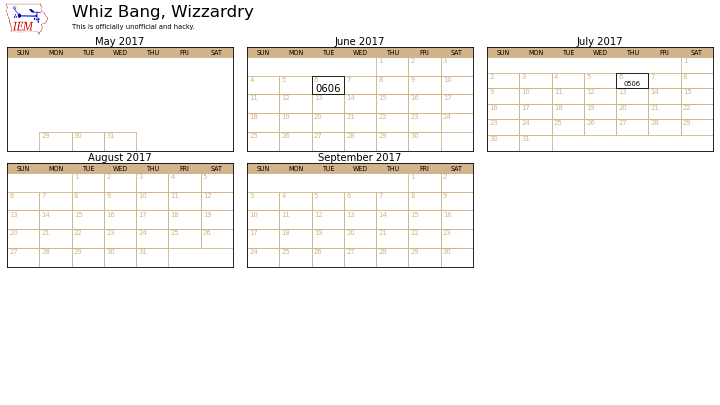 IEM
Whiz Bang, Wizzardry
This is officially unofficial and hacky.
May 2017
SUN MON TUE WED THU FRI SAT
29 30 31
June 2017
SUN MON TUE WED THU FRI SAT
1 2 3
4 5 6 7 8 9 10
0606
11 12 13 14 15 16 17
18 19 20 21 22 23 24
25 26 27 28 29 30
July 2017
SUN MON TUE WED THU FRI SAT
1
2 3 4 5 6 7 8
0506
9 10 11 12 13 14 15
16 17 18 19 20 21 22
23 24 25 26 27 28 29
30 31
August 2017
SUN MON TUE WED THU FRI SAT
1 2 3 4 5
6 7 8 9 10 11 12
13 14 15 16 17 18 19
20 21 22 23 24 25 26
27 28 29 30 31
September 2017
SUN MON TUE WED THU FRI SAT
1 2
3 4 5 6 7 8 9
10 11 12 13 14 15 16
17 18 19 20 21 22 23
24 25 26 27 28 29 30